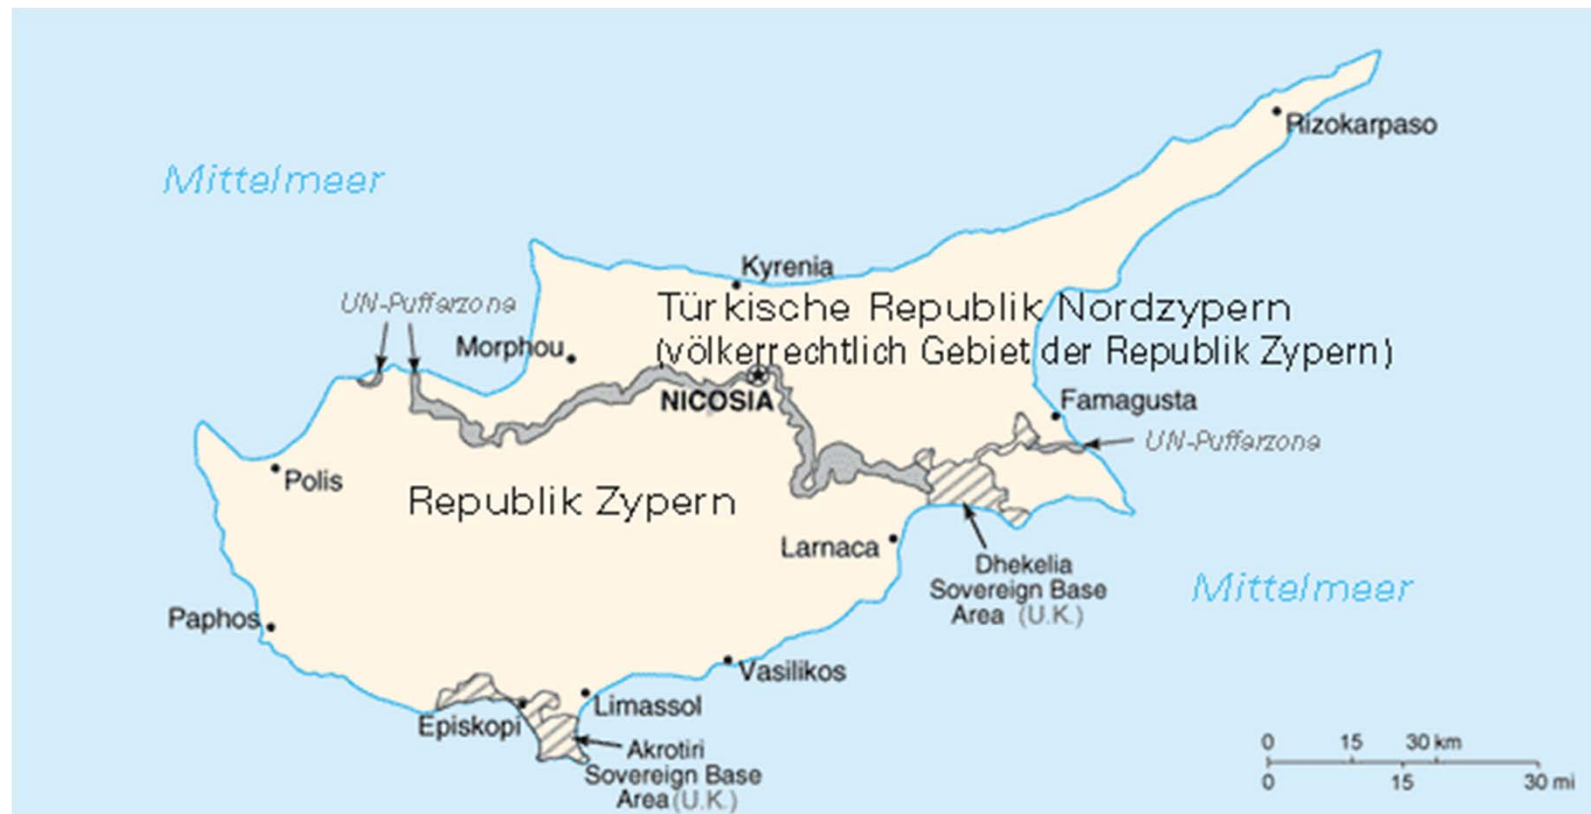 Rizokarpaso
Mittelmeer
Kyrenia
UN-Pufferzone
Türkische Republik Nordzypern
Morphou
(völkerrechtlich Gebiet der Republik Zypern)
NICOSIA
Famagusta
UN-Pufferzone
Polis
Republik Zypern
Larnaca
Dhekelia
Sovereign Base
Area (U.K.)
Mittelmeer
Paphos
Vasilikos
Limassol
Episkopi
Akrotiri
Sovereign Base
Area (U.K.)
0 15 30 km
0 15 30 mi